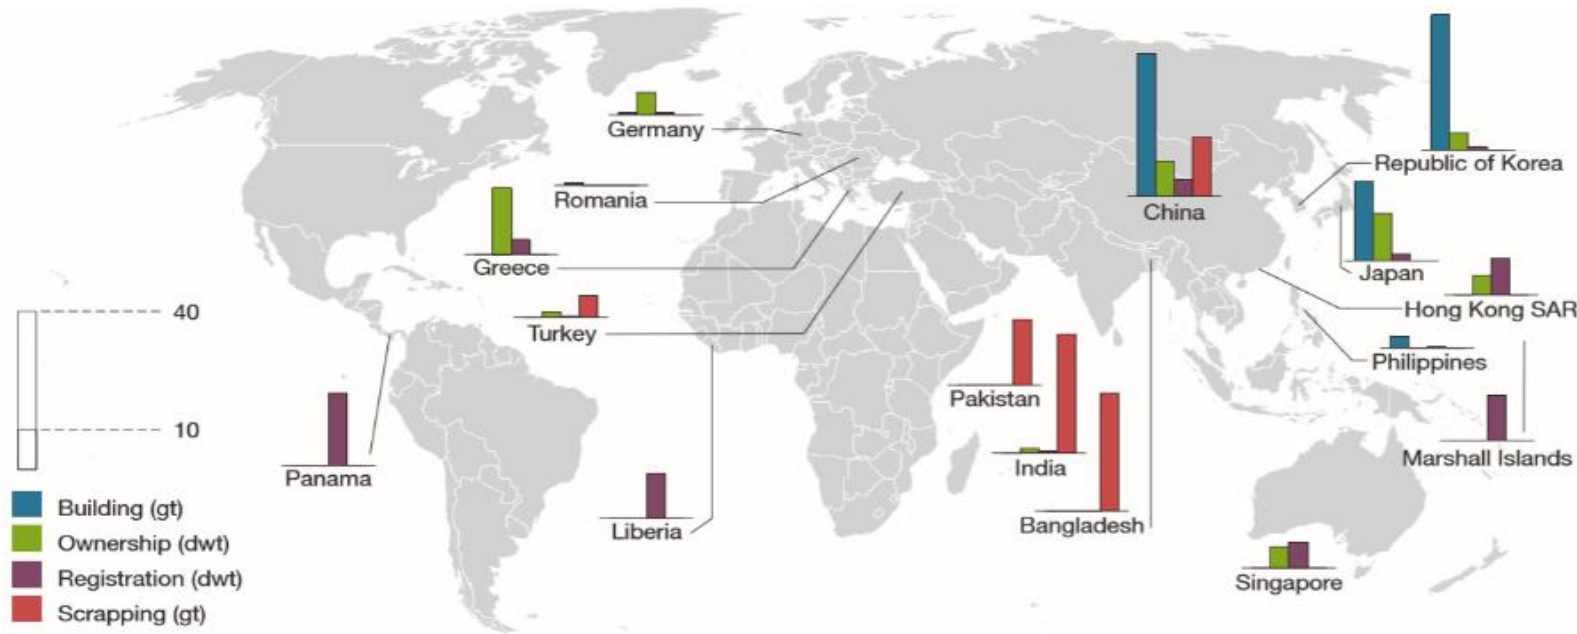 Germany
Republic of Korea
Romania
China
Greece
Japan
Hong Kong SAR
40
Turkey
Philippines
Pakistan
10
Marshall Islands
India
Panama
Building (gt)
Bangladesh
Liberia
Ownership (dwt)
Registration (dwt)
Singapore
Scrapping (gt)